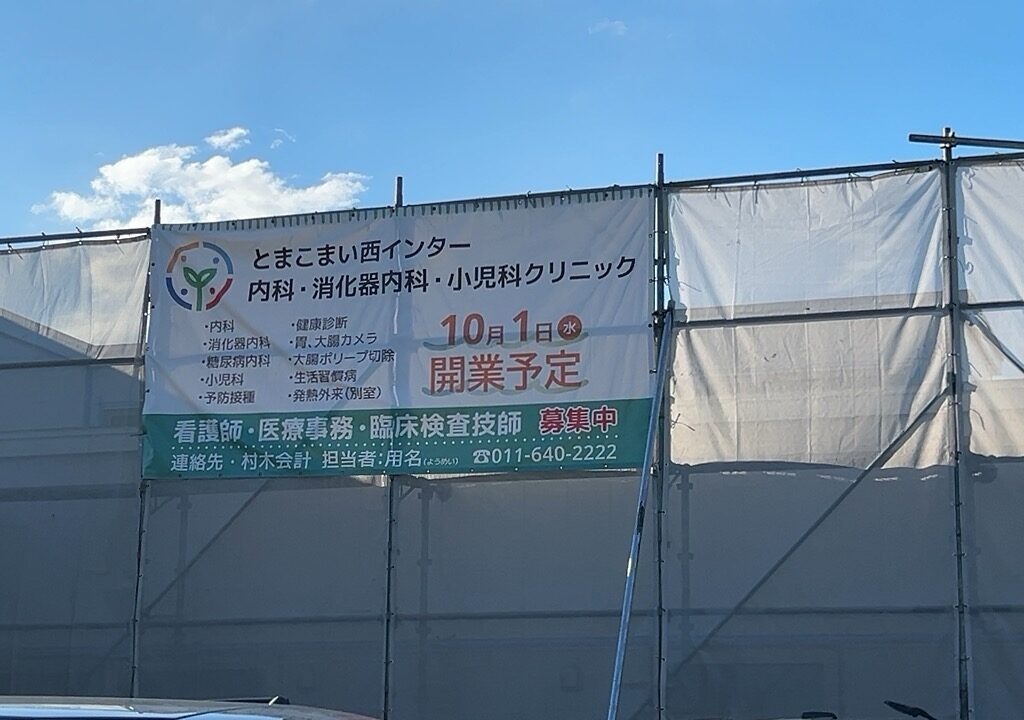 とまこまい西インター
内科・消化器内科・小児科クリニック
・内科
・消化器内科
・糖尿病内科
・小児科
・予防接種
・健康診断
・胃、大腸カメラ
・大腸ポリープ切除
・生活習慣病
・発熱外来(別室)
10月1日水
開業予定
看護師・医療事務・臨床検査技師 募集中
連絡先・村木会計 担当者:用名(ようめい) ☎011-640-2222